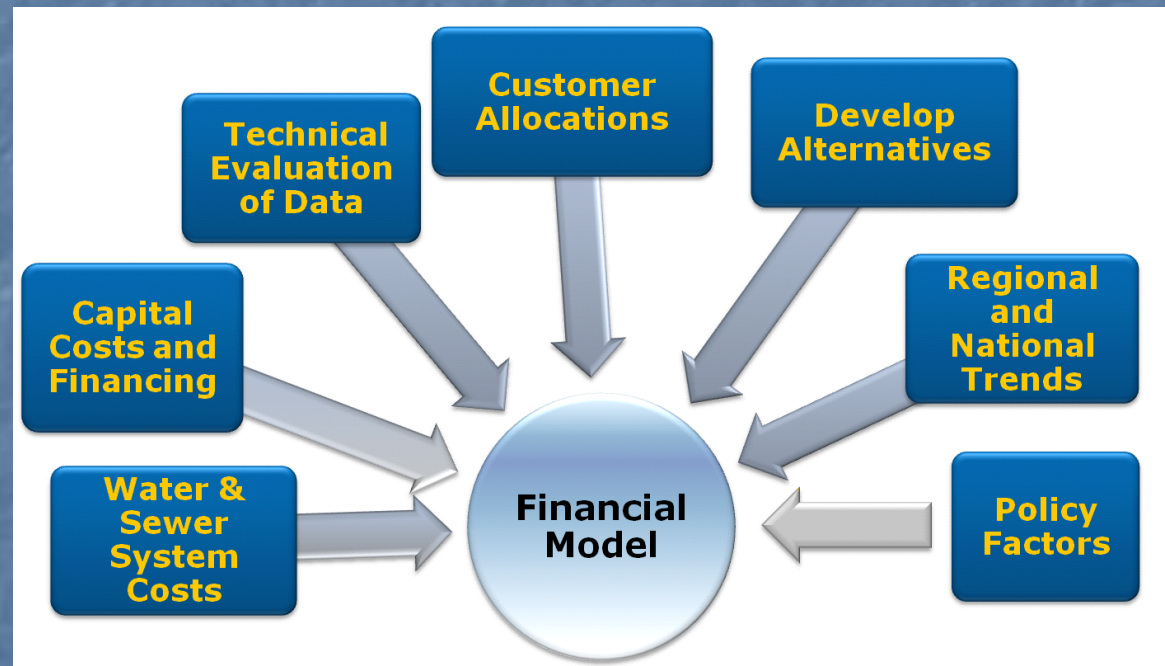 Customer
Allocations
Develop
Alternatives
Technical
Evaluation
of Data
Regional
and
National
Trends
Capital
Costs and
Financing
Water &
Sewer
System
Costs
Financial
Model
Policy
Factors